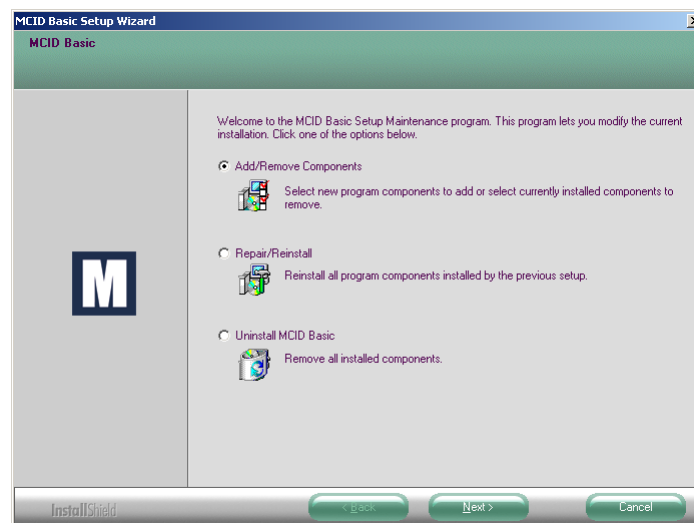 MCID Basic Setup Wizard
MCID Basic
Welcome to the MCID Basic Setup Maintenance program. This program lets you modify the current
installation. Click one of the options below.
Add/Remove Components
Select new program components to add or select currently installed components to
remove.
Repair/Reinstall
Reinstall all program components installed by the previous setup.
M
Uninstall MCID Basic
Remove all installed components.
InstallShield
< Back
Next >
Cancel